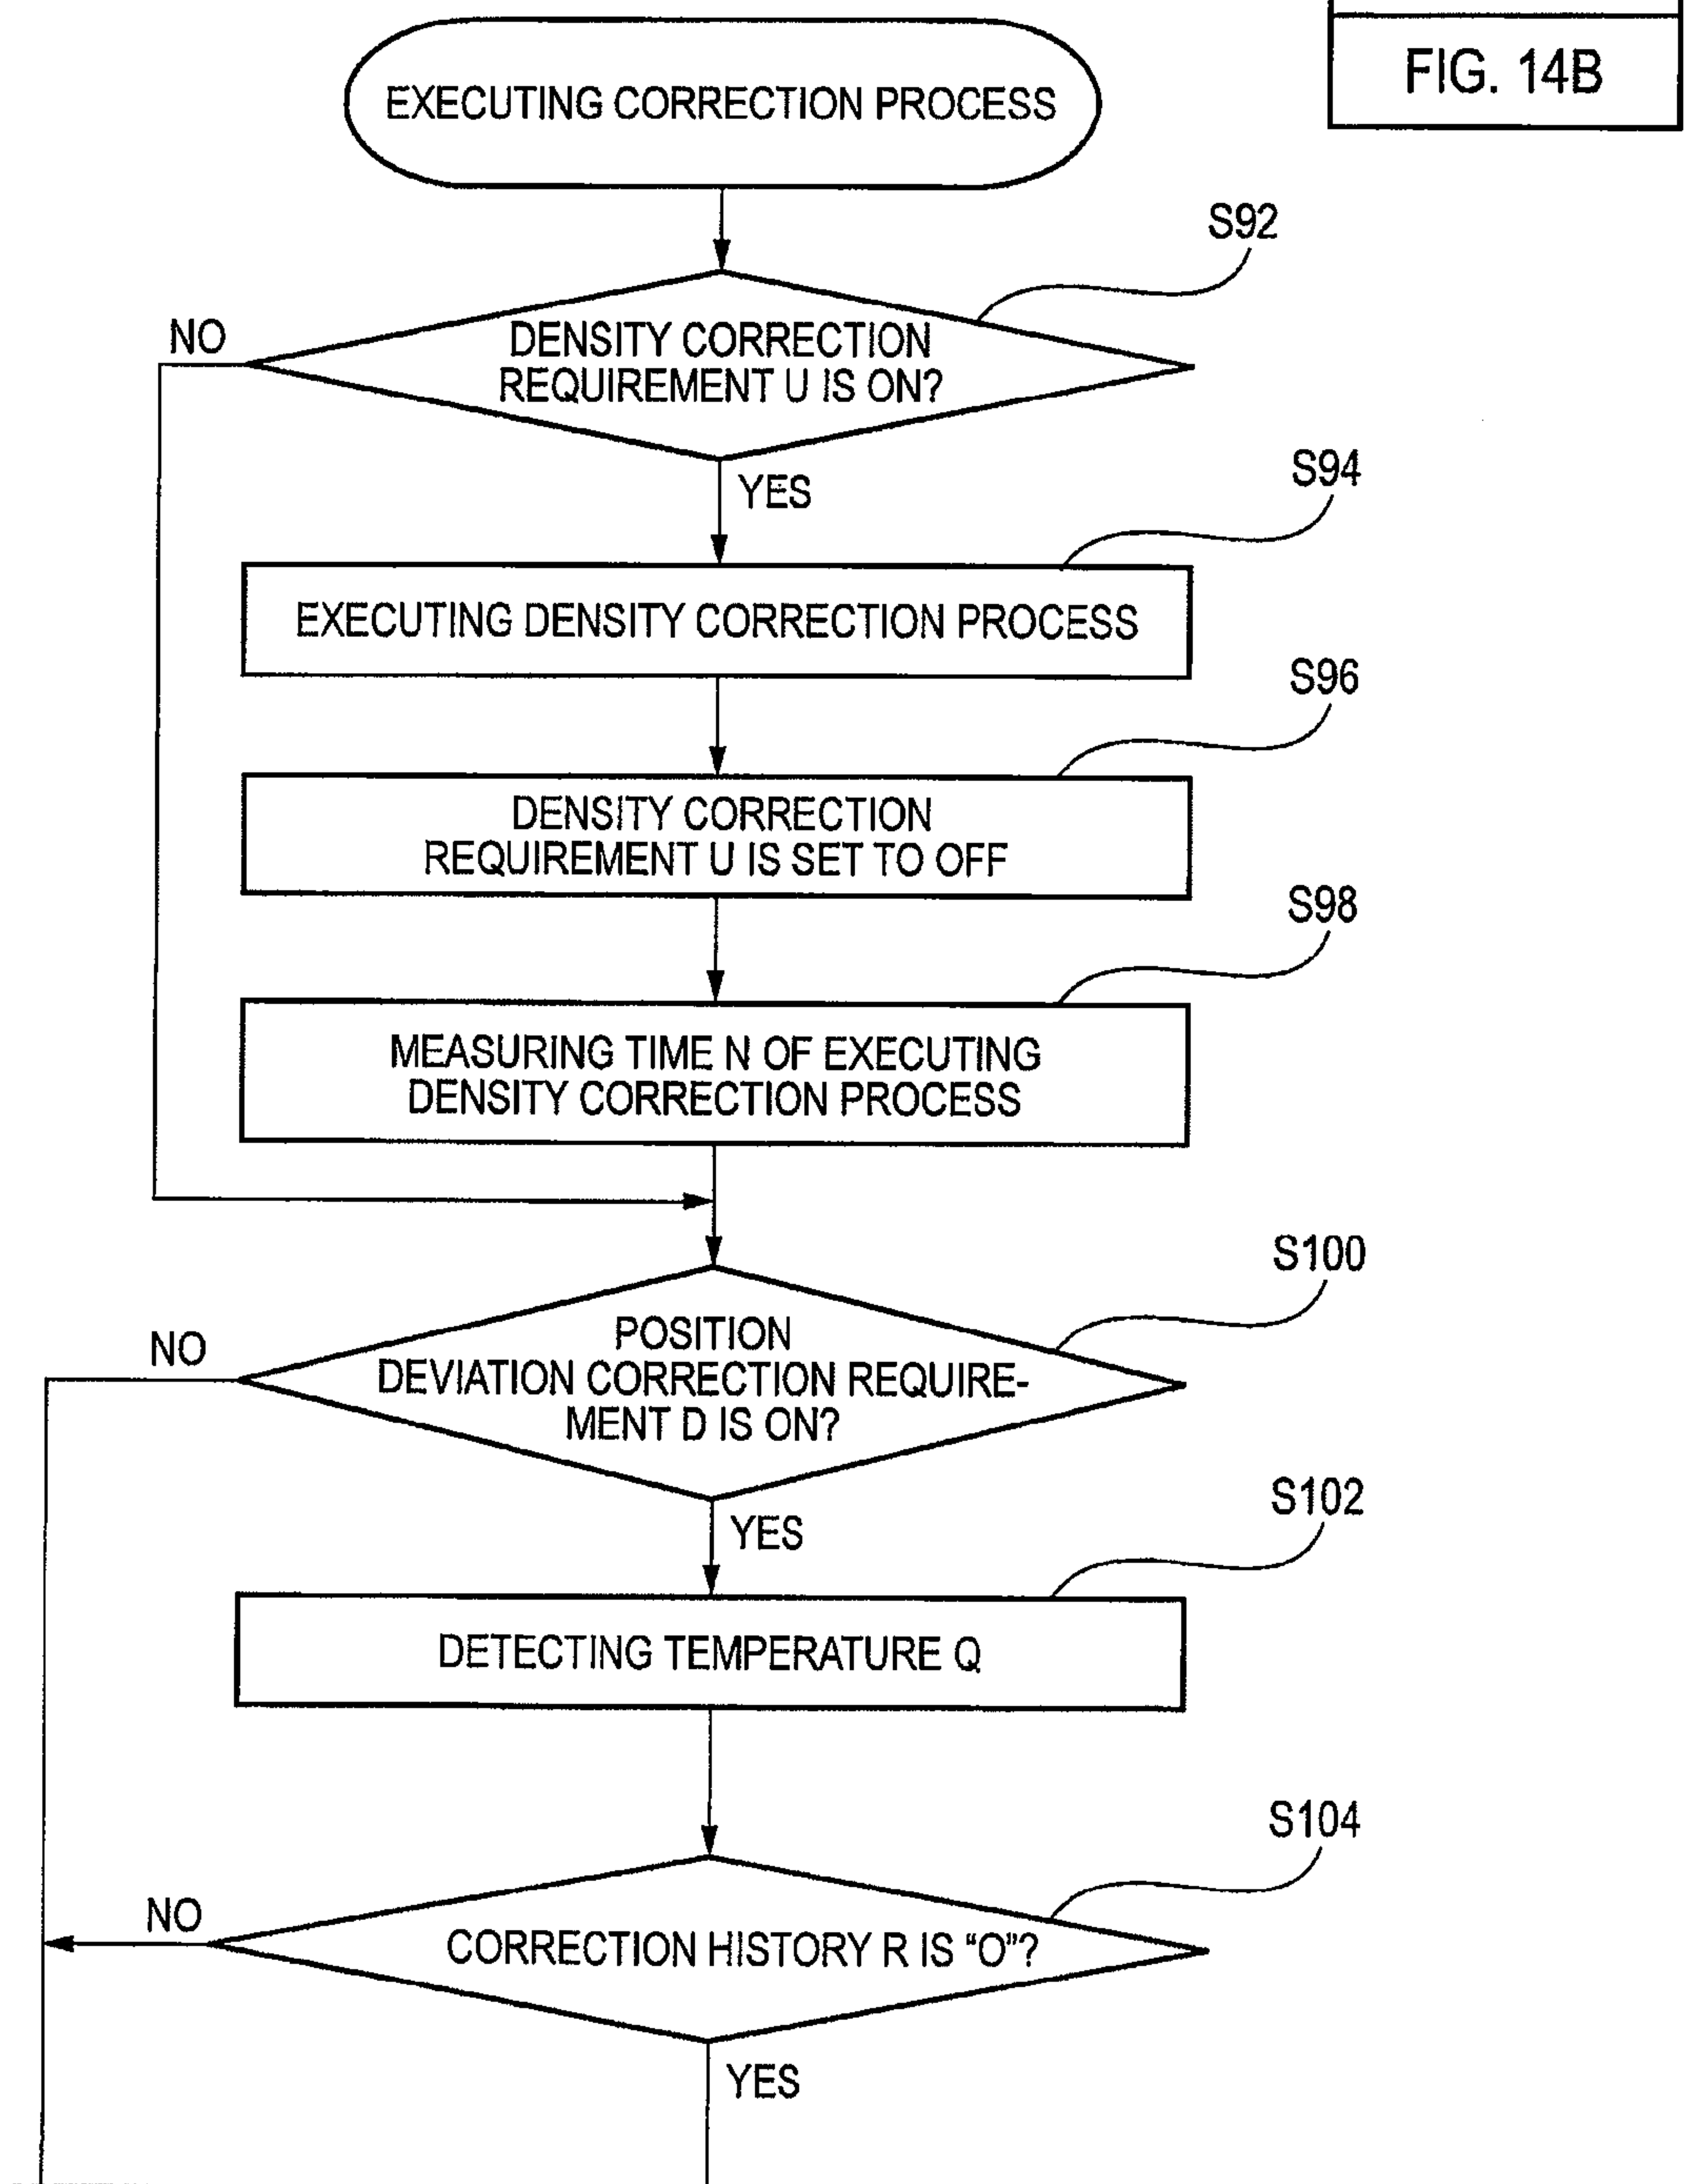 FIG. 14B
EXECUTING CORRECTION PROCESS
S92
NO
DENSITY CORRECTION
REQUIREMENT U IS ON?
YES
S94
EXECUTING DENSITY CORRECTION PROCESS
S96
DENSITY CORRECTION
REQUIREMENT U IS SET TO OFF
S98
MEASURING TIME N OF EXECUTING
DENSITY CORRECTION PROCESS
S100
NO
POSITION
DEVIATION CORRECTION REQUIRE-
MENT D IS ON?
YES
S102
DETECTING TEMPERATURE Q
S104
NO
CORRECTION HISTORY R IS “O”?
YES